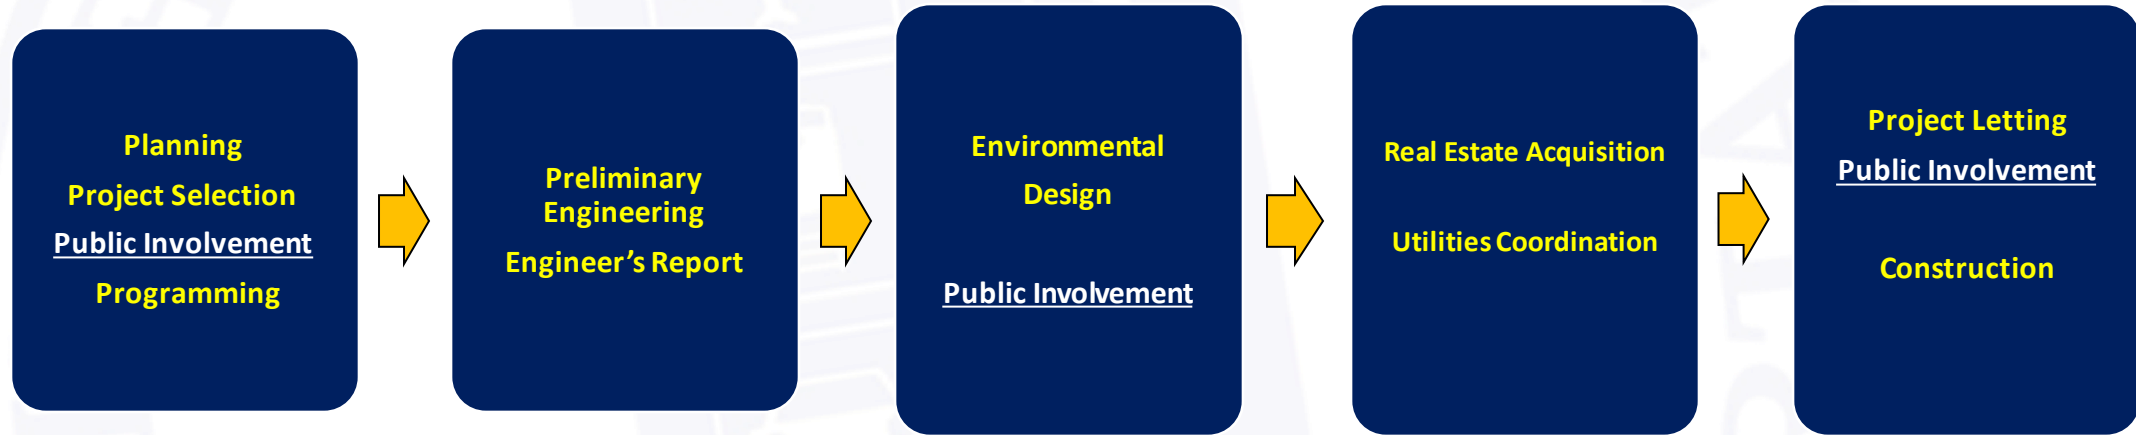 Planning
Project Selection
Public Involvement
Programming
Preliminary
Engineering
Engineer’s Report
Environmental
Design
Public Involvement
Real Estate Acquisition
Utilities Coordination
Project Letting
Public Involvement
Construction